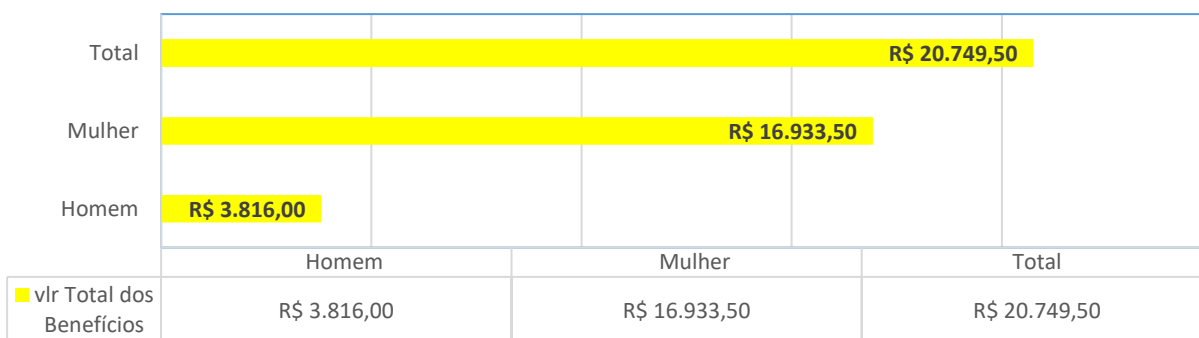 Total
R$ 20.749,50
Mulher
R$ 16.933,50
Homem
R$ 3.816,00
Homem Mulher Total
vlr Total dos
Benefícios
R$ 3.816,00 R$ 16.933,50 R$ 20.749,50